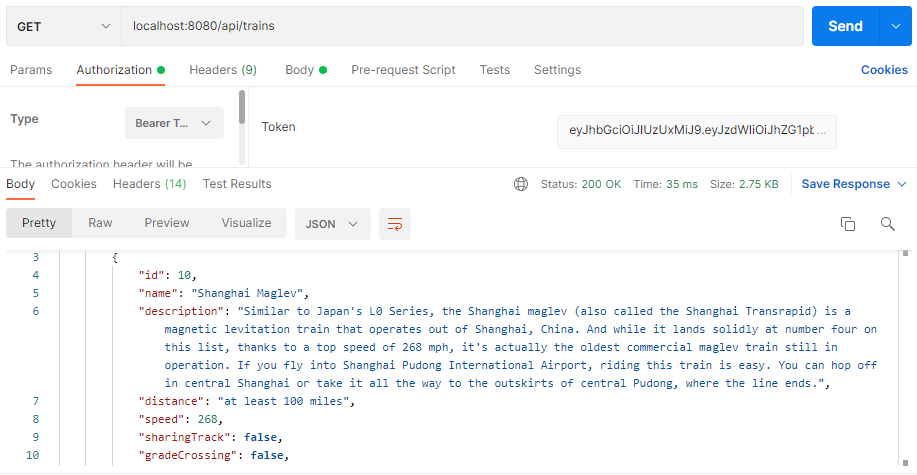 GET localhost:8080/api/trains Send
Params Authorization Headers (9) Body Pre-request Script Tests Settings Cookies
Type Bearer T... Token eyJhbGciOiJIUzUxMiJ9.eyJzdWIiOiJhZG1pb ...
The authorization header will be
Body Cookies Headers (14) Test Results Status: 200 OK Time: 35 ms Size: 2.75 KB Save Response
Pretty Raw Preview Visualize JSON
3 {
4 "id": 10,
5 "name": "Shanghai Maglev",
6 "description": "Similar to Japan's L0 Series, the Shanghai maglev (also called the Shanghai Transrapid) is a
magnetic levitation train that operates out of Shanghai, China. And while it lands solidly at number four on
this list, thanks to a top speed of 268 mph, it's actually the oldest commercial maglev train still in
operation. If you fly into Shanghai Pudong International Airport, riding this train is easy. You can hop off
in central Shanghai or take it all the way to the outskirts of central Pudong, where the line ends.",
7 "distance": "at least 100 miles",
8 "speed": 268,
9 "sharingTrack": false,
10 "gradeCrossing": false,